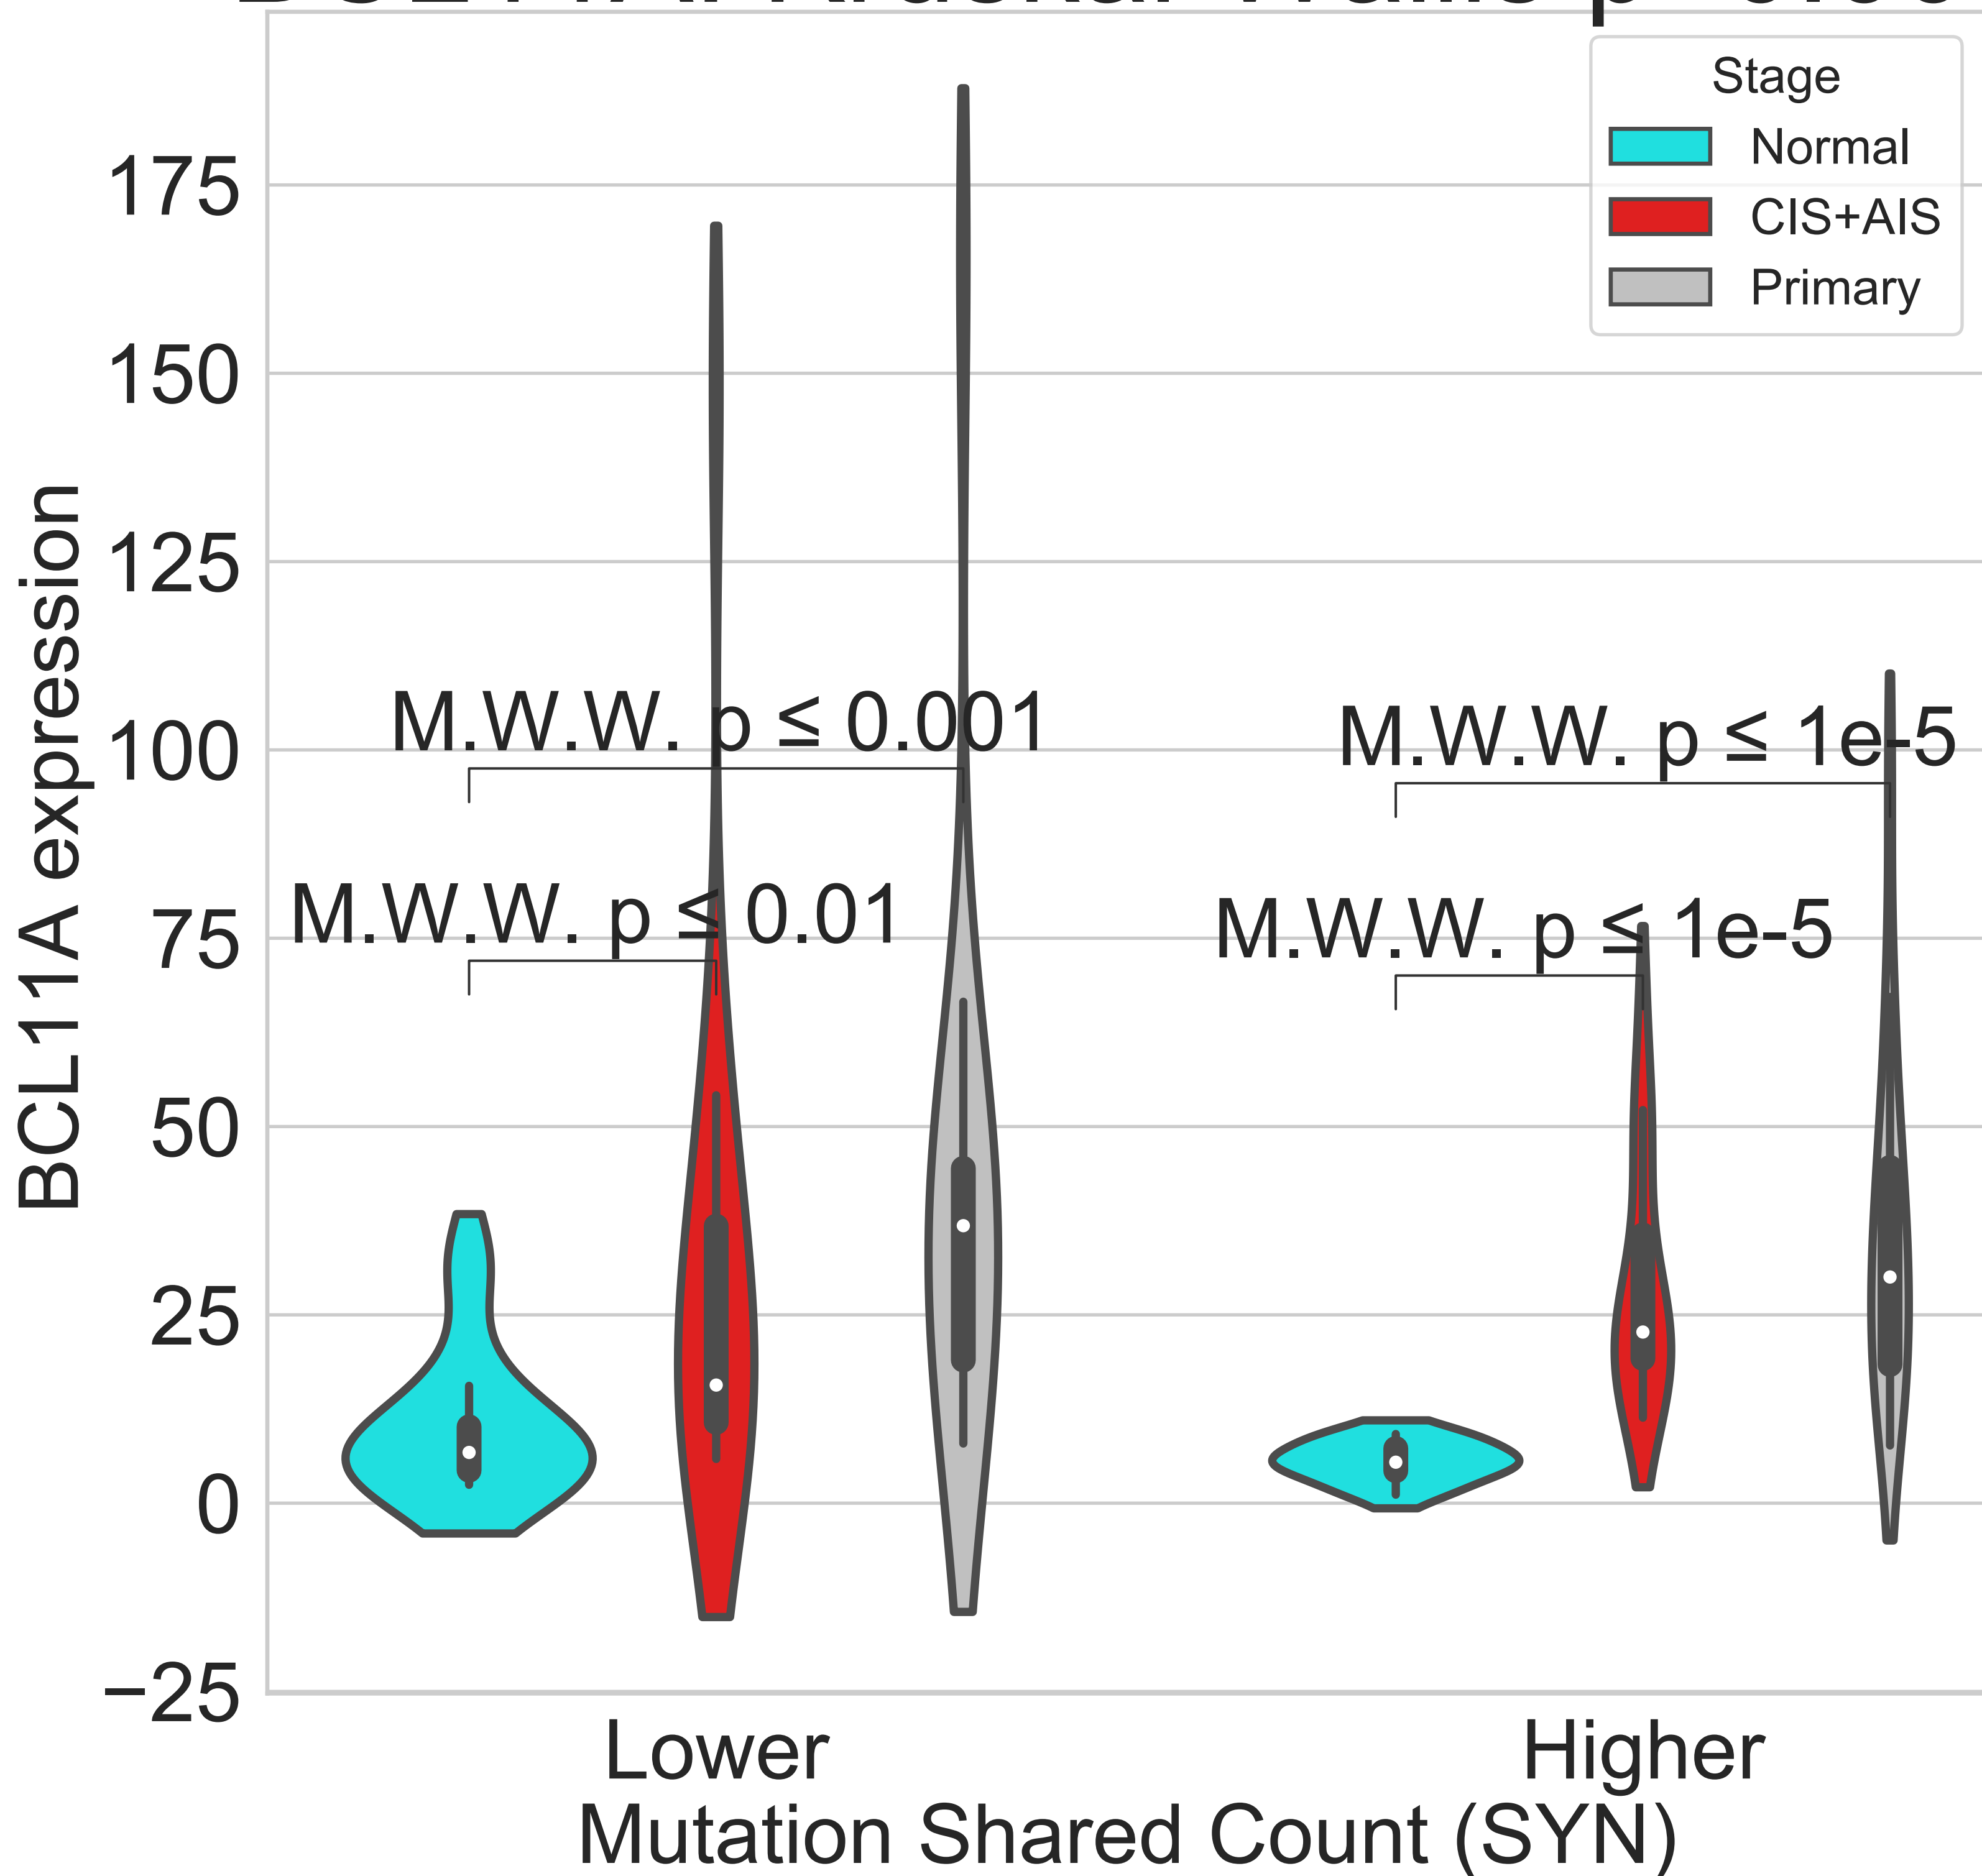 Stage
Normal
CIS+AIS
Primary
175
150
125
100
75
50
25
0
−25
BCL11A expression
M.W.W. p ≤ 0.001
M.W.W. p ≤ 1e-5
M.W.W. p ≤ 0.01
M.W.W. p ≤ 1e-5
Lower
Higher
Mutation Shared Count (SYN)